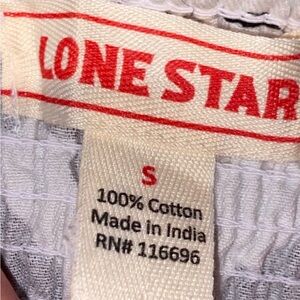 LONE STAR
S
100% Cotton
Made in India
RN# 116696